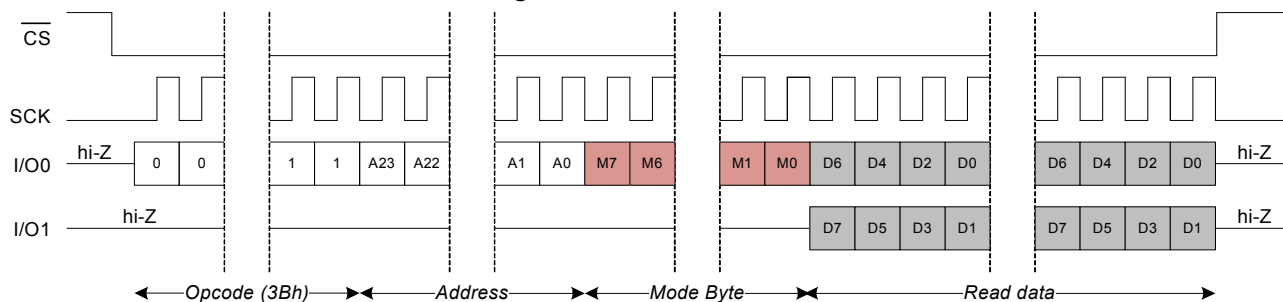 CS
SCK
I/O0 hi-Z 0 0 1 1 A23 A22 A1 A0 M7 M6 M1 M0 D6 D4 D2 D0 D6 D4 D2 D0 hi-Z
I/O1 hi-Z D7 D5 D3 D1 D7 D5 D3 D1 hi-Z
Opcode (3Bh) Address Mode Byte Read data